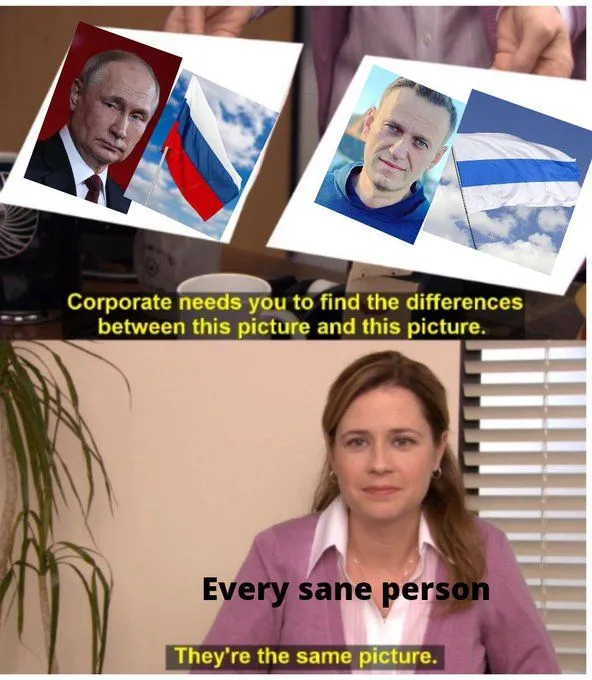 Corporate needs you to find the differences
between this picture and this picture.
Every sane person
They're the same picture.